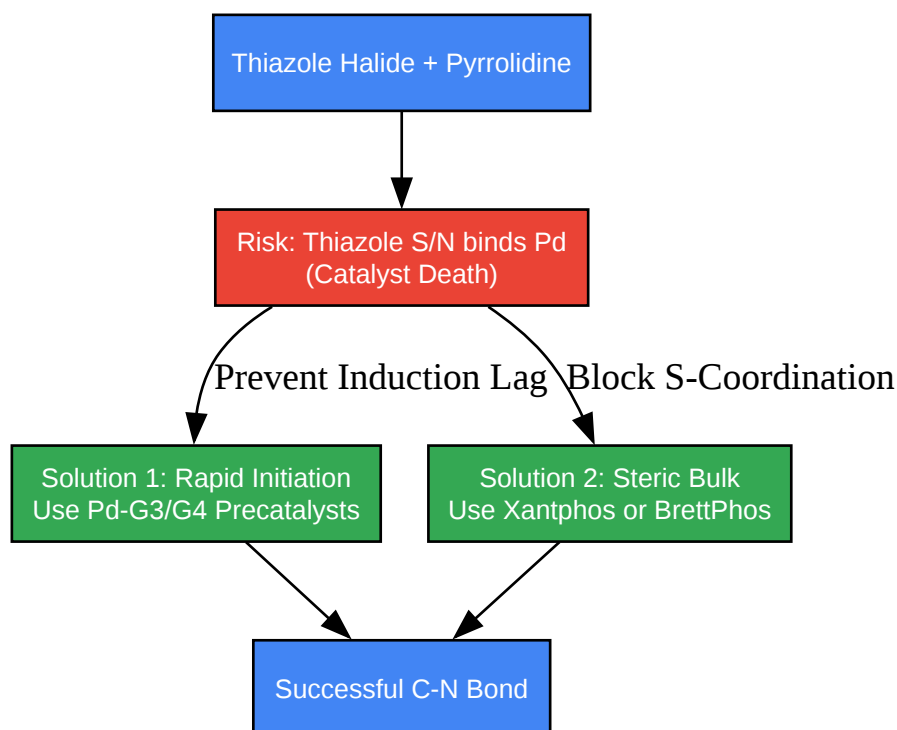 Thiazole Halide + Pyrrolidine
Risk: Thiazole S/N binds Pd
(Catalyst Death)
Prevent Induction Lag
Block S-Coordination
Solution 1: Rapid Initiation
Use Pd-G3/G4 Precatalysts
Solution 2: Steric Bulk
Use Xantphos or BrettPhos
Successful C-N Bond